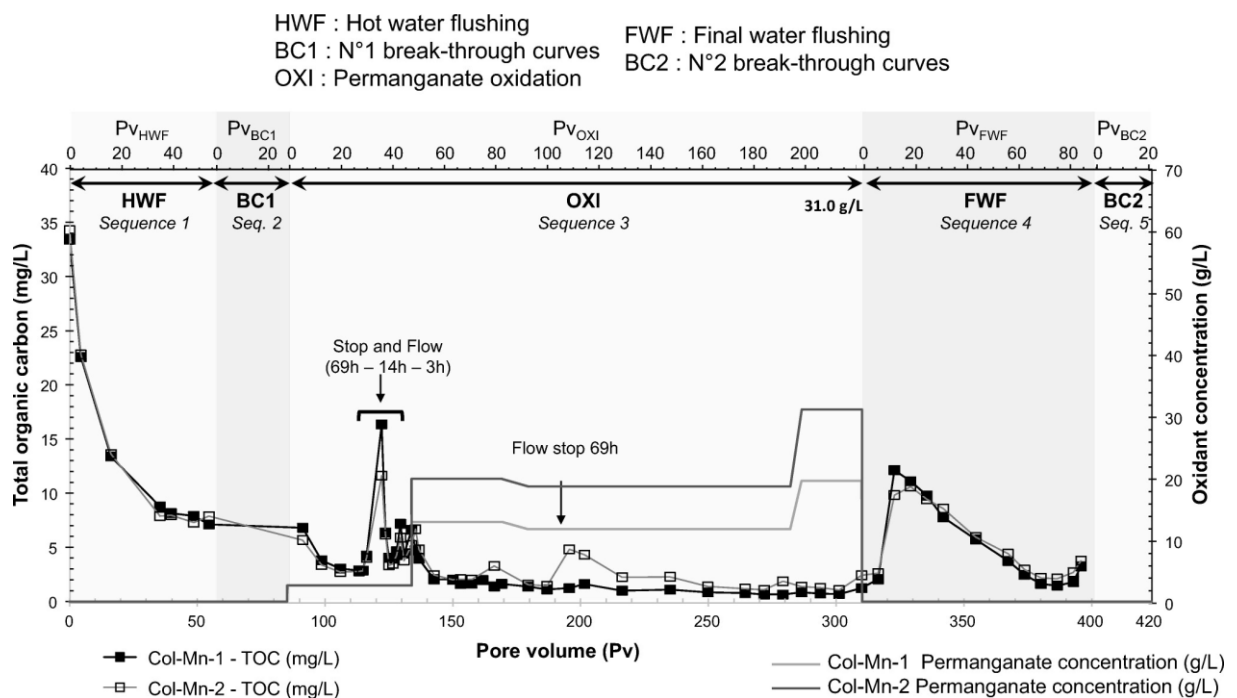 HWF : Hot water flushing
BC1 : N°1 break-through curves
OXI : Permanganate oxidation
FWF : Final water flushing
BC2 : N°2 break-through curves
PvHWF PvBC1 PvOXI PvFWF PvBC2
0 20 40 0 20 0 20 40 60 80 100 120 140 160 180 200 220 0 20 40 60 80 0 20
40 70
HWF BC1 OXI FWF BC2
Sequence 1 Seq. 2 Sequence 3 31.0 g/L Sequence 4 Seq. 5
35 60
30 50
25 40
20 30
15 20
10 10
5
0 0
Total organic carbon (mg/L)
Oxidant concentration (g/L)
Stop and Flow
(69h – 14h – 3h)
Flow stop 69h
0 50 100 150 200 250 300 350 400 420
Pore volume (Pv)
Col-Mn-1 - TOC (mg/L)
Col-Mn-2 - TOC (mg/L)
Col-Mn-1 Permanganate concentration (g/L)
Col-Mn-2 Permanganate concentration (g/L)